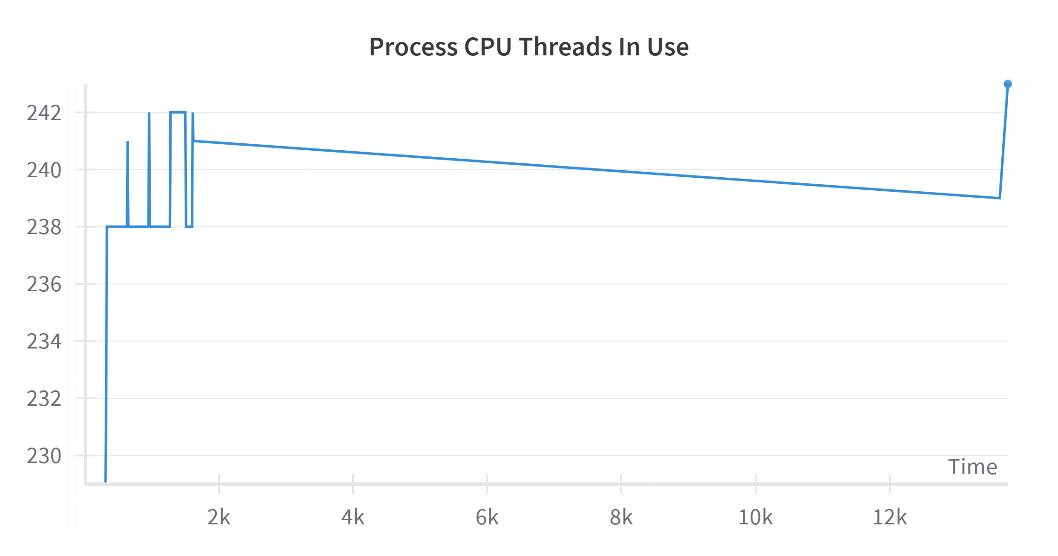 Process CPU Threads In Use
242
240
238
236
234
232
230
Time
2k
4k
6k
8k
10k
12k